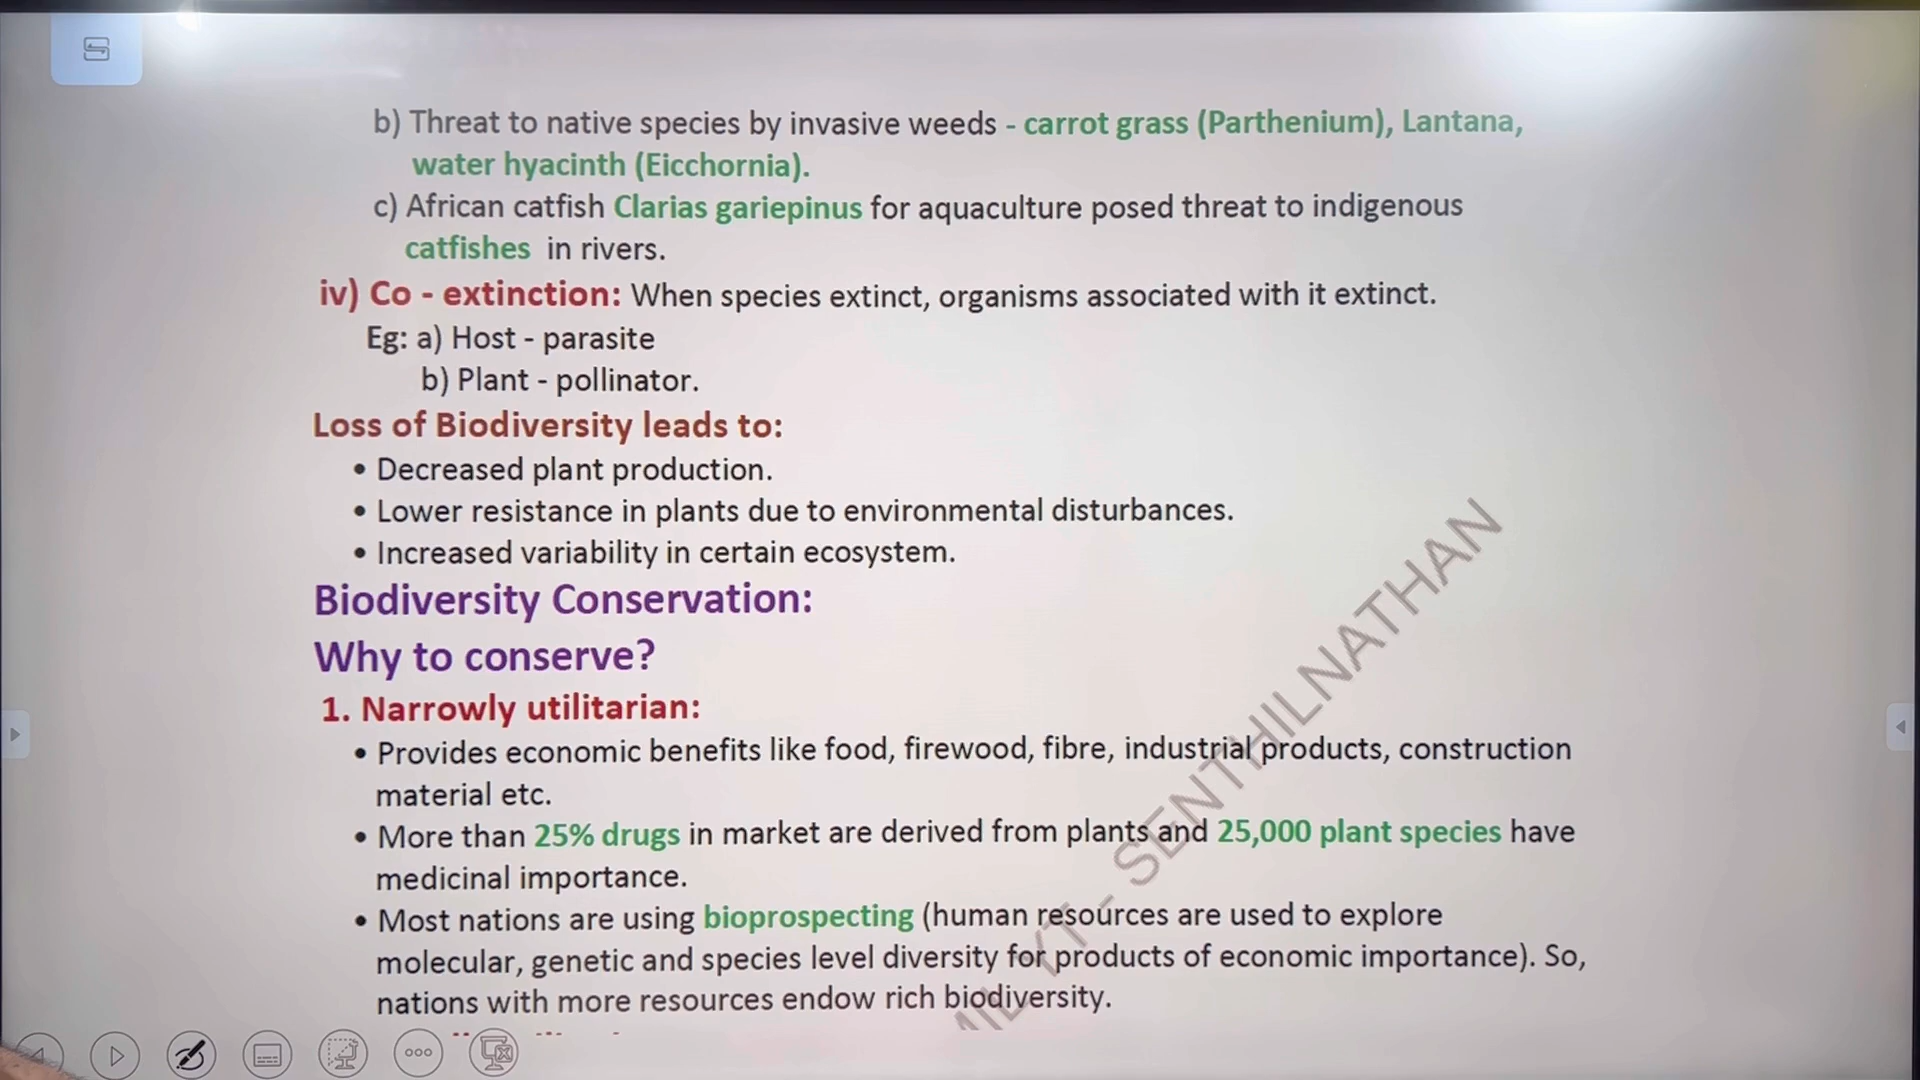 b) Threat to native species by invasive weeds - carrot grass (Parthenium), Lantana,
water hyacinth (Eicchornia).
c) African catfish Clarias gariepinus for aquaculture posed threat to indigenous
catfishes in rivers.
iv) Co - extinction: When species extinct, organisms associated with it extinct.
Eg: a) Host - parasite
b) Plant - pollinator.
Loss of Biodiversity leads to:
• Decreased plant production.
• Lower resistance in plants due to environmental disturbances.
• Increased variability in certain ecosystem.
Biodiversity Conservation:
Why to conserve?
1. Narrowly utilitarian:
• Provides economic benefits like food, firewood, fibre, industrial products, construction
material etc.
• More than 25% drugs in market are derived from plants and 25,000 plant species have
medicinal importance.
• Most nations are using bioprospecting (human resources are used to explore
molecular, genetic and species level diversity for products of economic importance). So,
nations with more resources endow rich biodiversity.
YT - SENTHILNATHAN